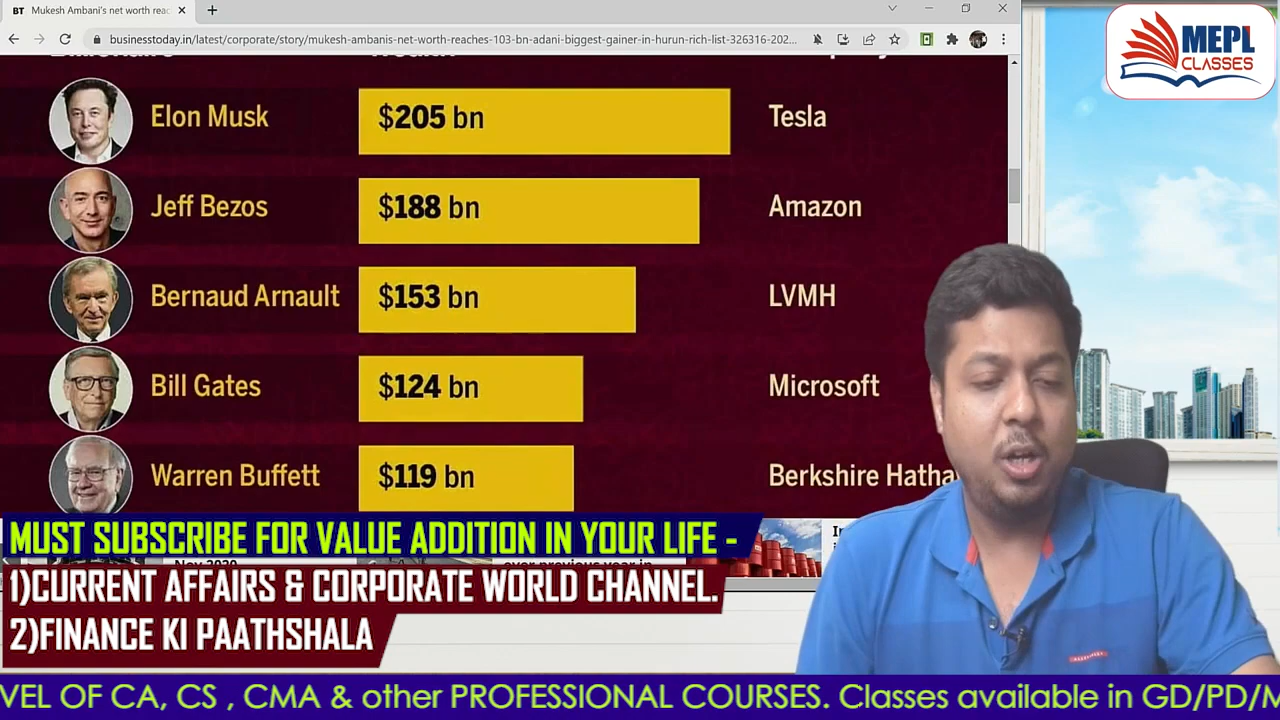 BT Mukesh Ambani's net worth reac
businesstoday.in/latest/corporate/story/mukesh-ambanis-net-worth-reaches-103-
-biggest-gainer-in-hurun-rich-list-326316-202...
MEPL
CLASSES
Elon Musk $205 bn Tesla
Jeff Bezos $188 bn Amazon
Bernaud Arnault $153 bn LVMH
Bill Gates $124 bn Microsoft
Warren Buffett $119 bn Berkshire Hatha
MUST SUBSCRIBE FOR VALUE ADDITION IN YOUR LIFE -
1)CURRENT AFFAIRS & CORPORATE WORLD CHANNEL.
2)FINANCE KI PAATHSHALA
VEL OF CA, CS , CMA & other PROFESSIONAL COURSES. Classes available in GD/PD/M